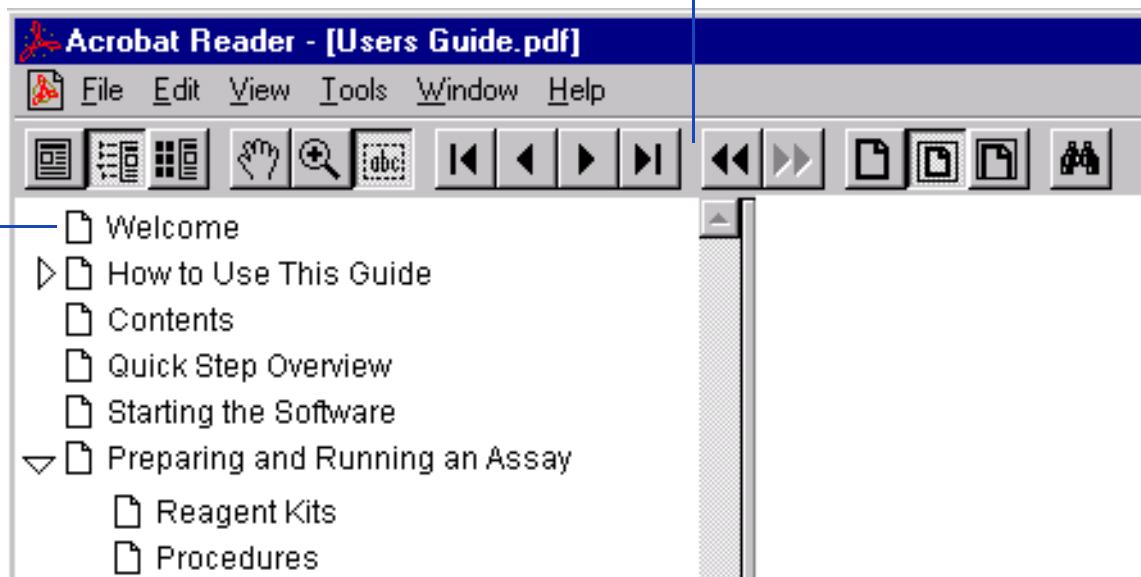 Acrobat Reader - [Users Guide.pdf]
File Edit View Tools Window Help
abc
Welcome
How to Use This Guide
Contents
Quick Step Overview
Starting the Software
Preparing and Running an Assay
Reagent Kits
Procedures